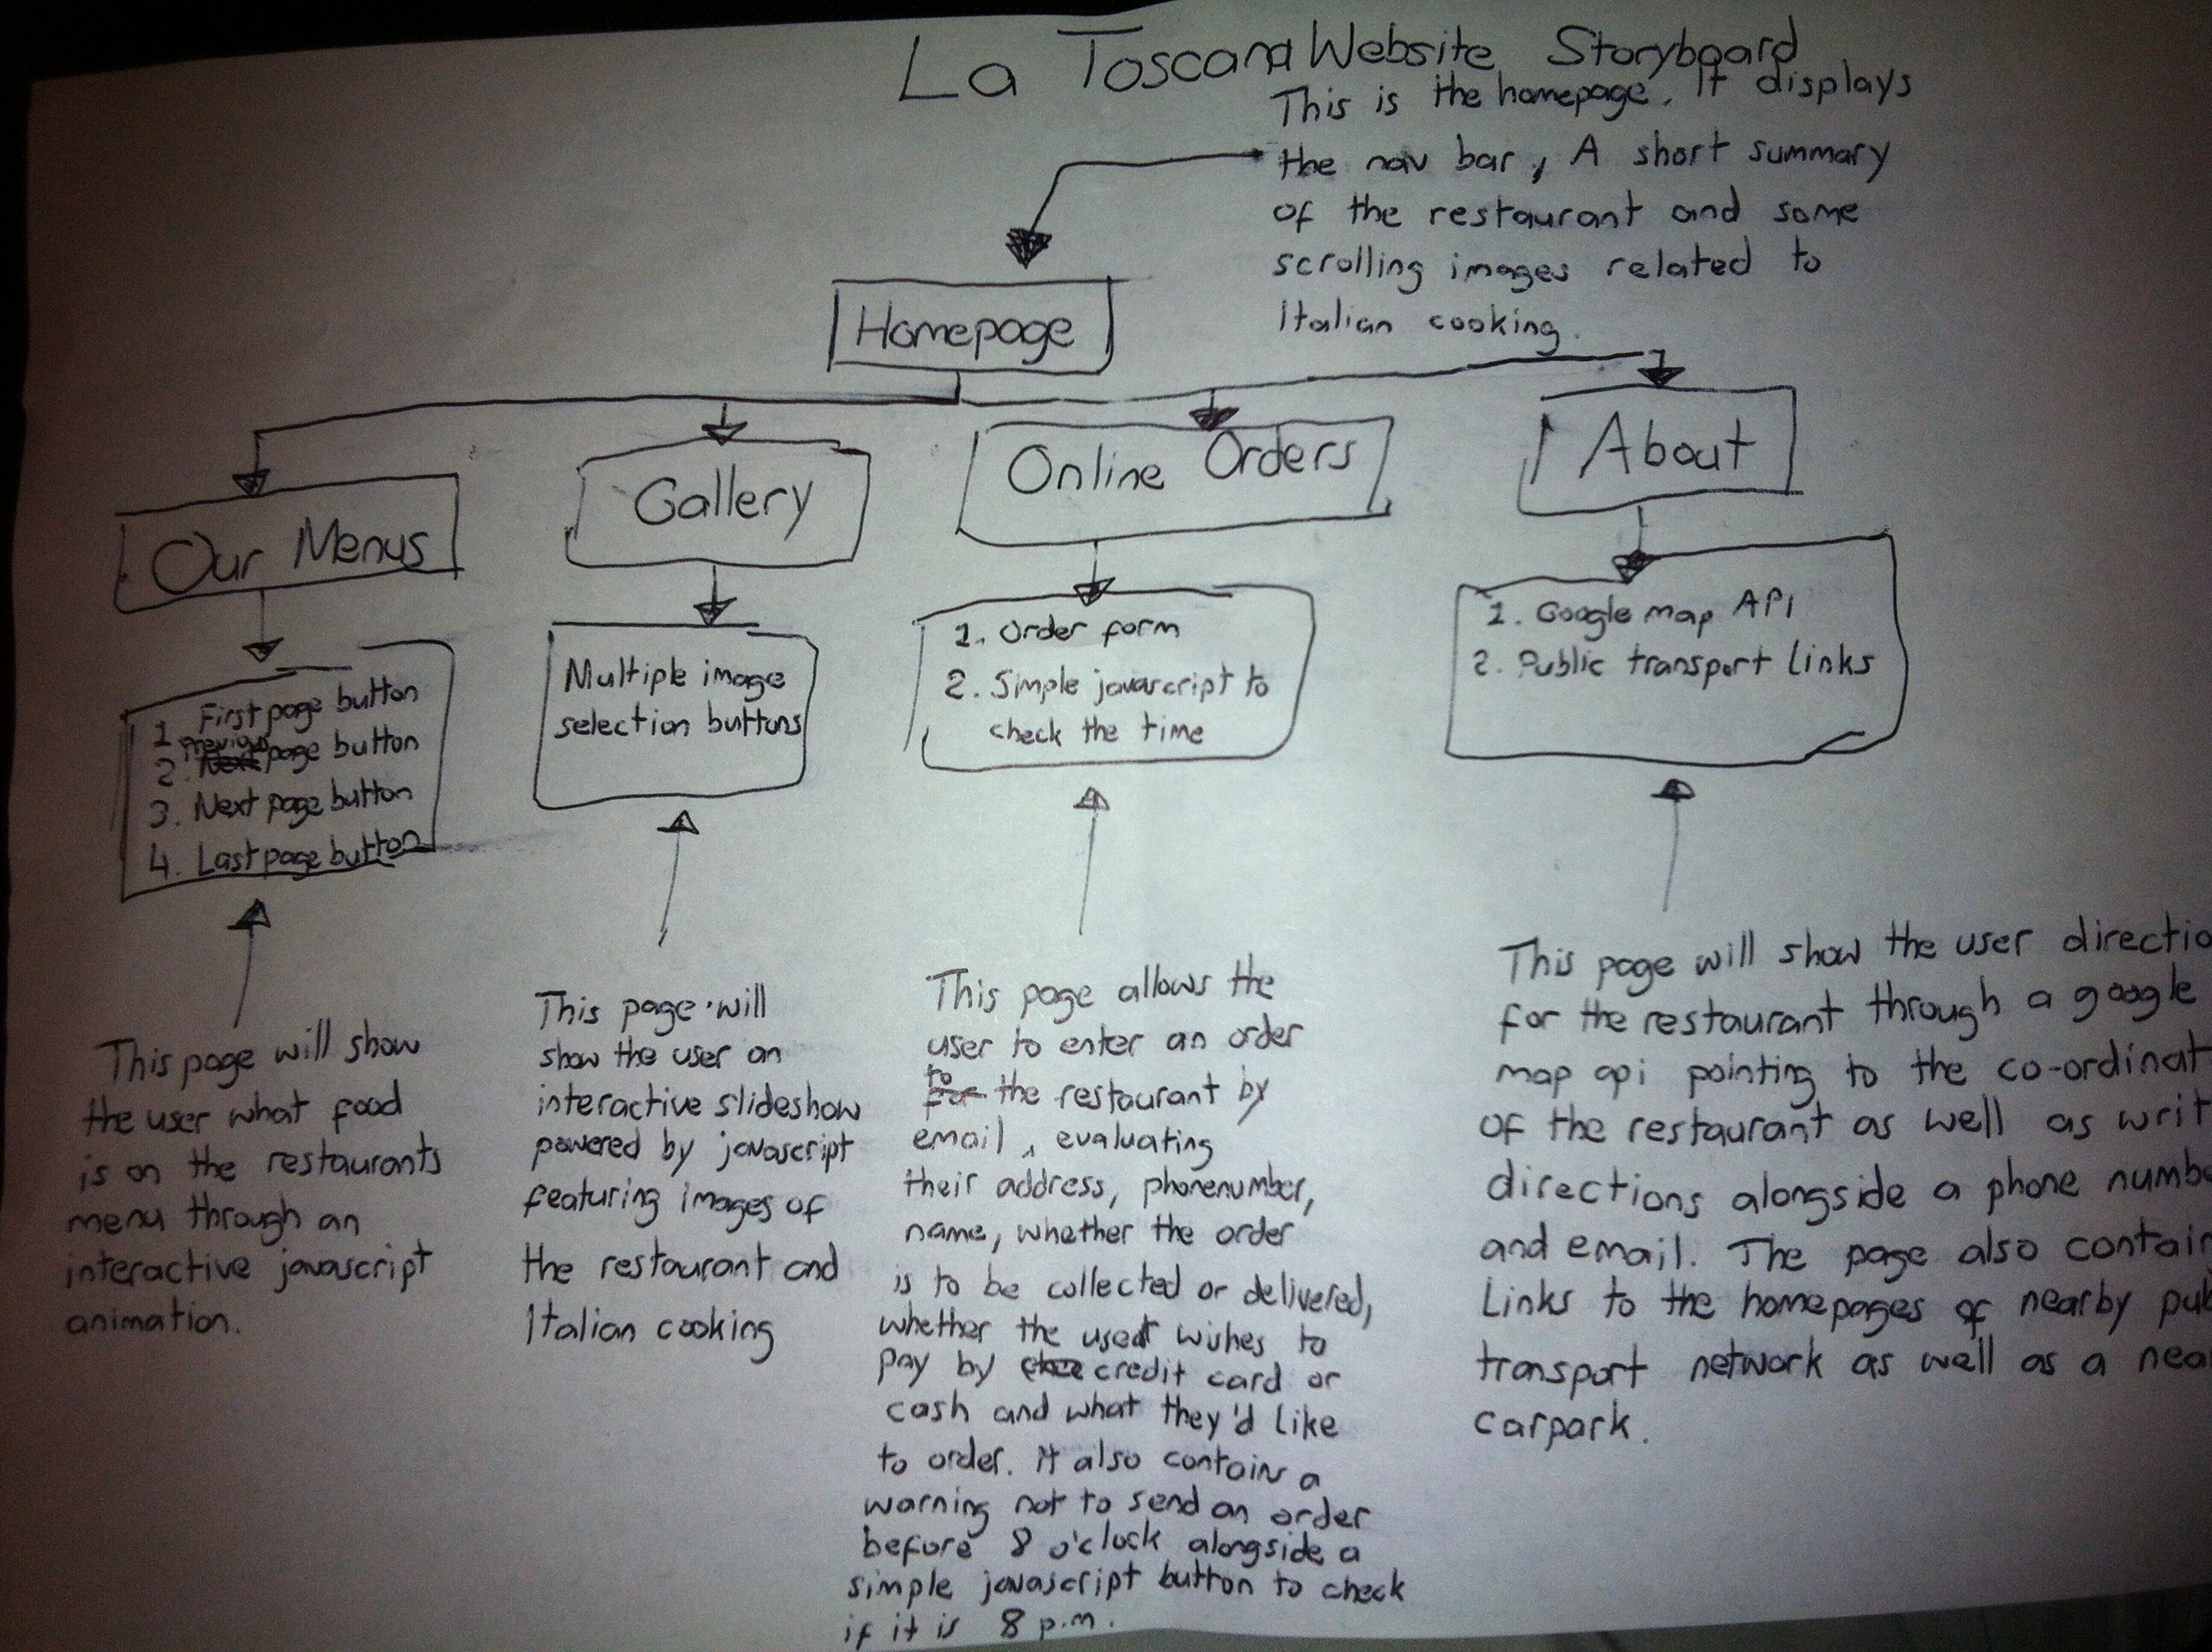 La Toscana Website Storyboard
This is the homepage. It displays
the nav bar, A short summary
of the restaurant and some
scrolling images related to
Italian cooking.
Homepage
Our Menus
Gallery
Online Orders
About
1 First page button
2. previous page button
3. Next page button
4. Last page button
Multiple image
selection buttons
1. Order form
2. Simple javarscript to
check the time
1. Google map API
2. Public transport links
This page will show
the user what food
is on the restaurants
menu through an
interactive javascript
animation.
This page will
show the user an
interactive slideshow
powered by javascript
featuring images of
the restaurant and
Italian cooking
This page allows the
user to enter an order
to the restaurant by
email, evaluating
their address, phonenumber,
name, whether the order
is to be collected or delivered,
whether the user wishes to
pay by credit card or
cash and what they'd like
to order. it also contains a
warning not to send an order
before 8 o'clock alongside a
simple javascript button to check
if it is 8 p.m.
This page will show the user directio
for the restaurant through a google
map api pointing to the co-ordinat
of the restaurant as well as writ
directions alongside a phone numbe
and email. The page also contain
Links to the homepages of nearby pub
transport network as well as a nea
carpark.